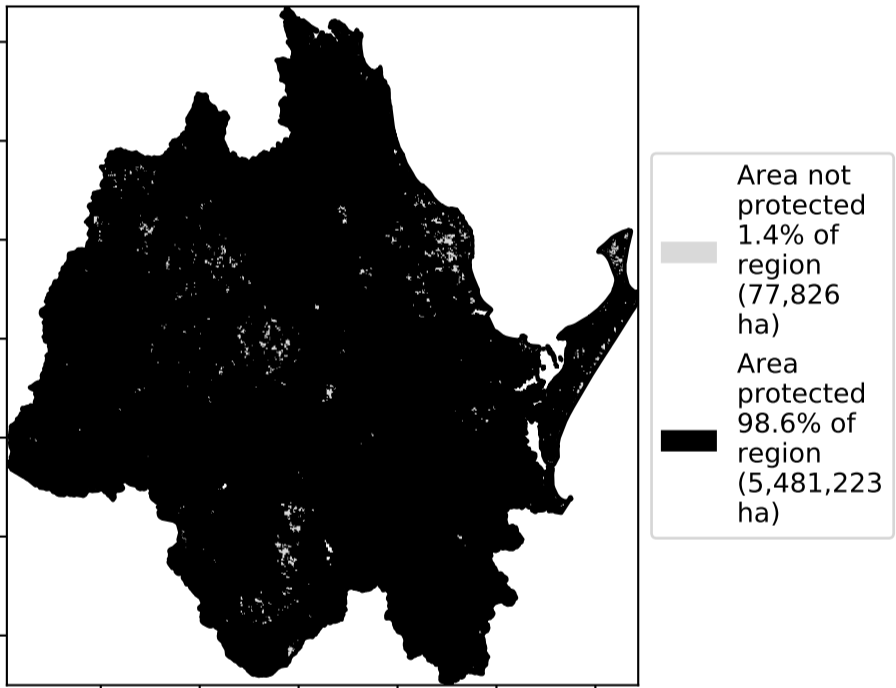 Area not
protected
1.4% of
region
(77,826
ha)
Area
protected
98.6% of
region
(5,481,223
ha)